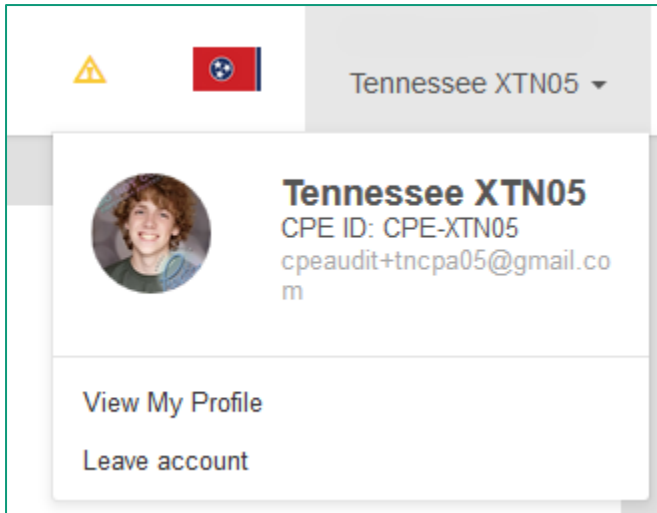 Tennessee XTN05
Tennessee XTN05
CPE ID: CPE-XTN05
cpeaudit+tncpa05@gmail.co
m
View My Profile
Leave account